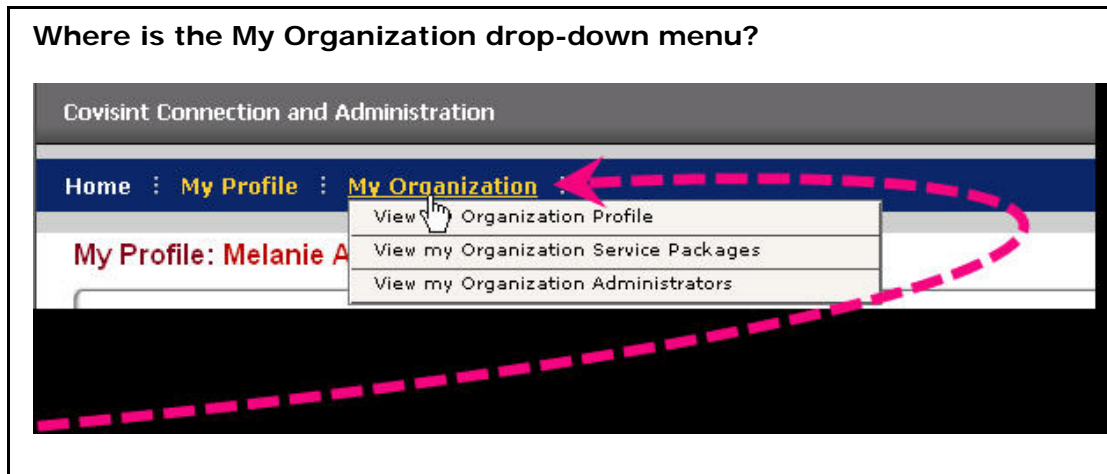 Where is the My Organization drop-down menu?
Covisint Connection and Administration
Home My Profile My Organization
View Organization Profile
View my Organization Service Packages
View my Organization Administrators
My Profile: Melanie A